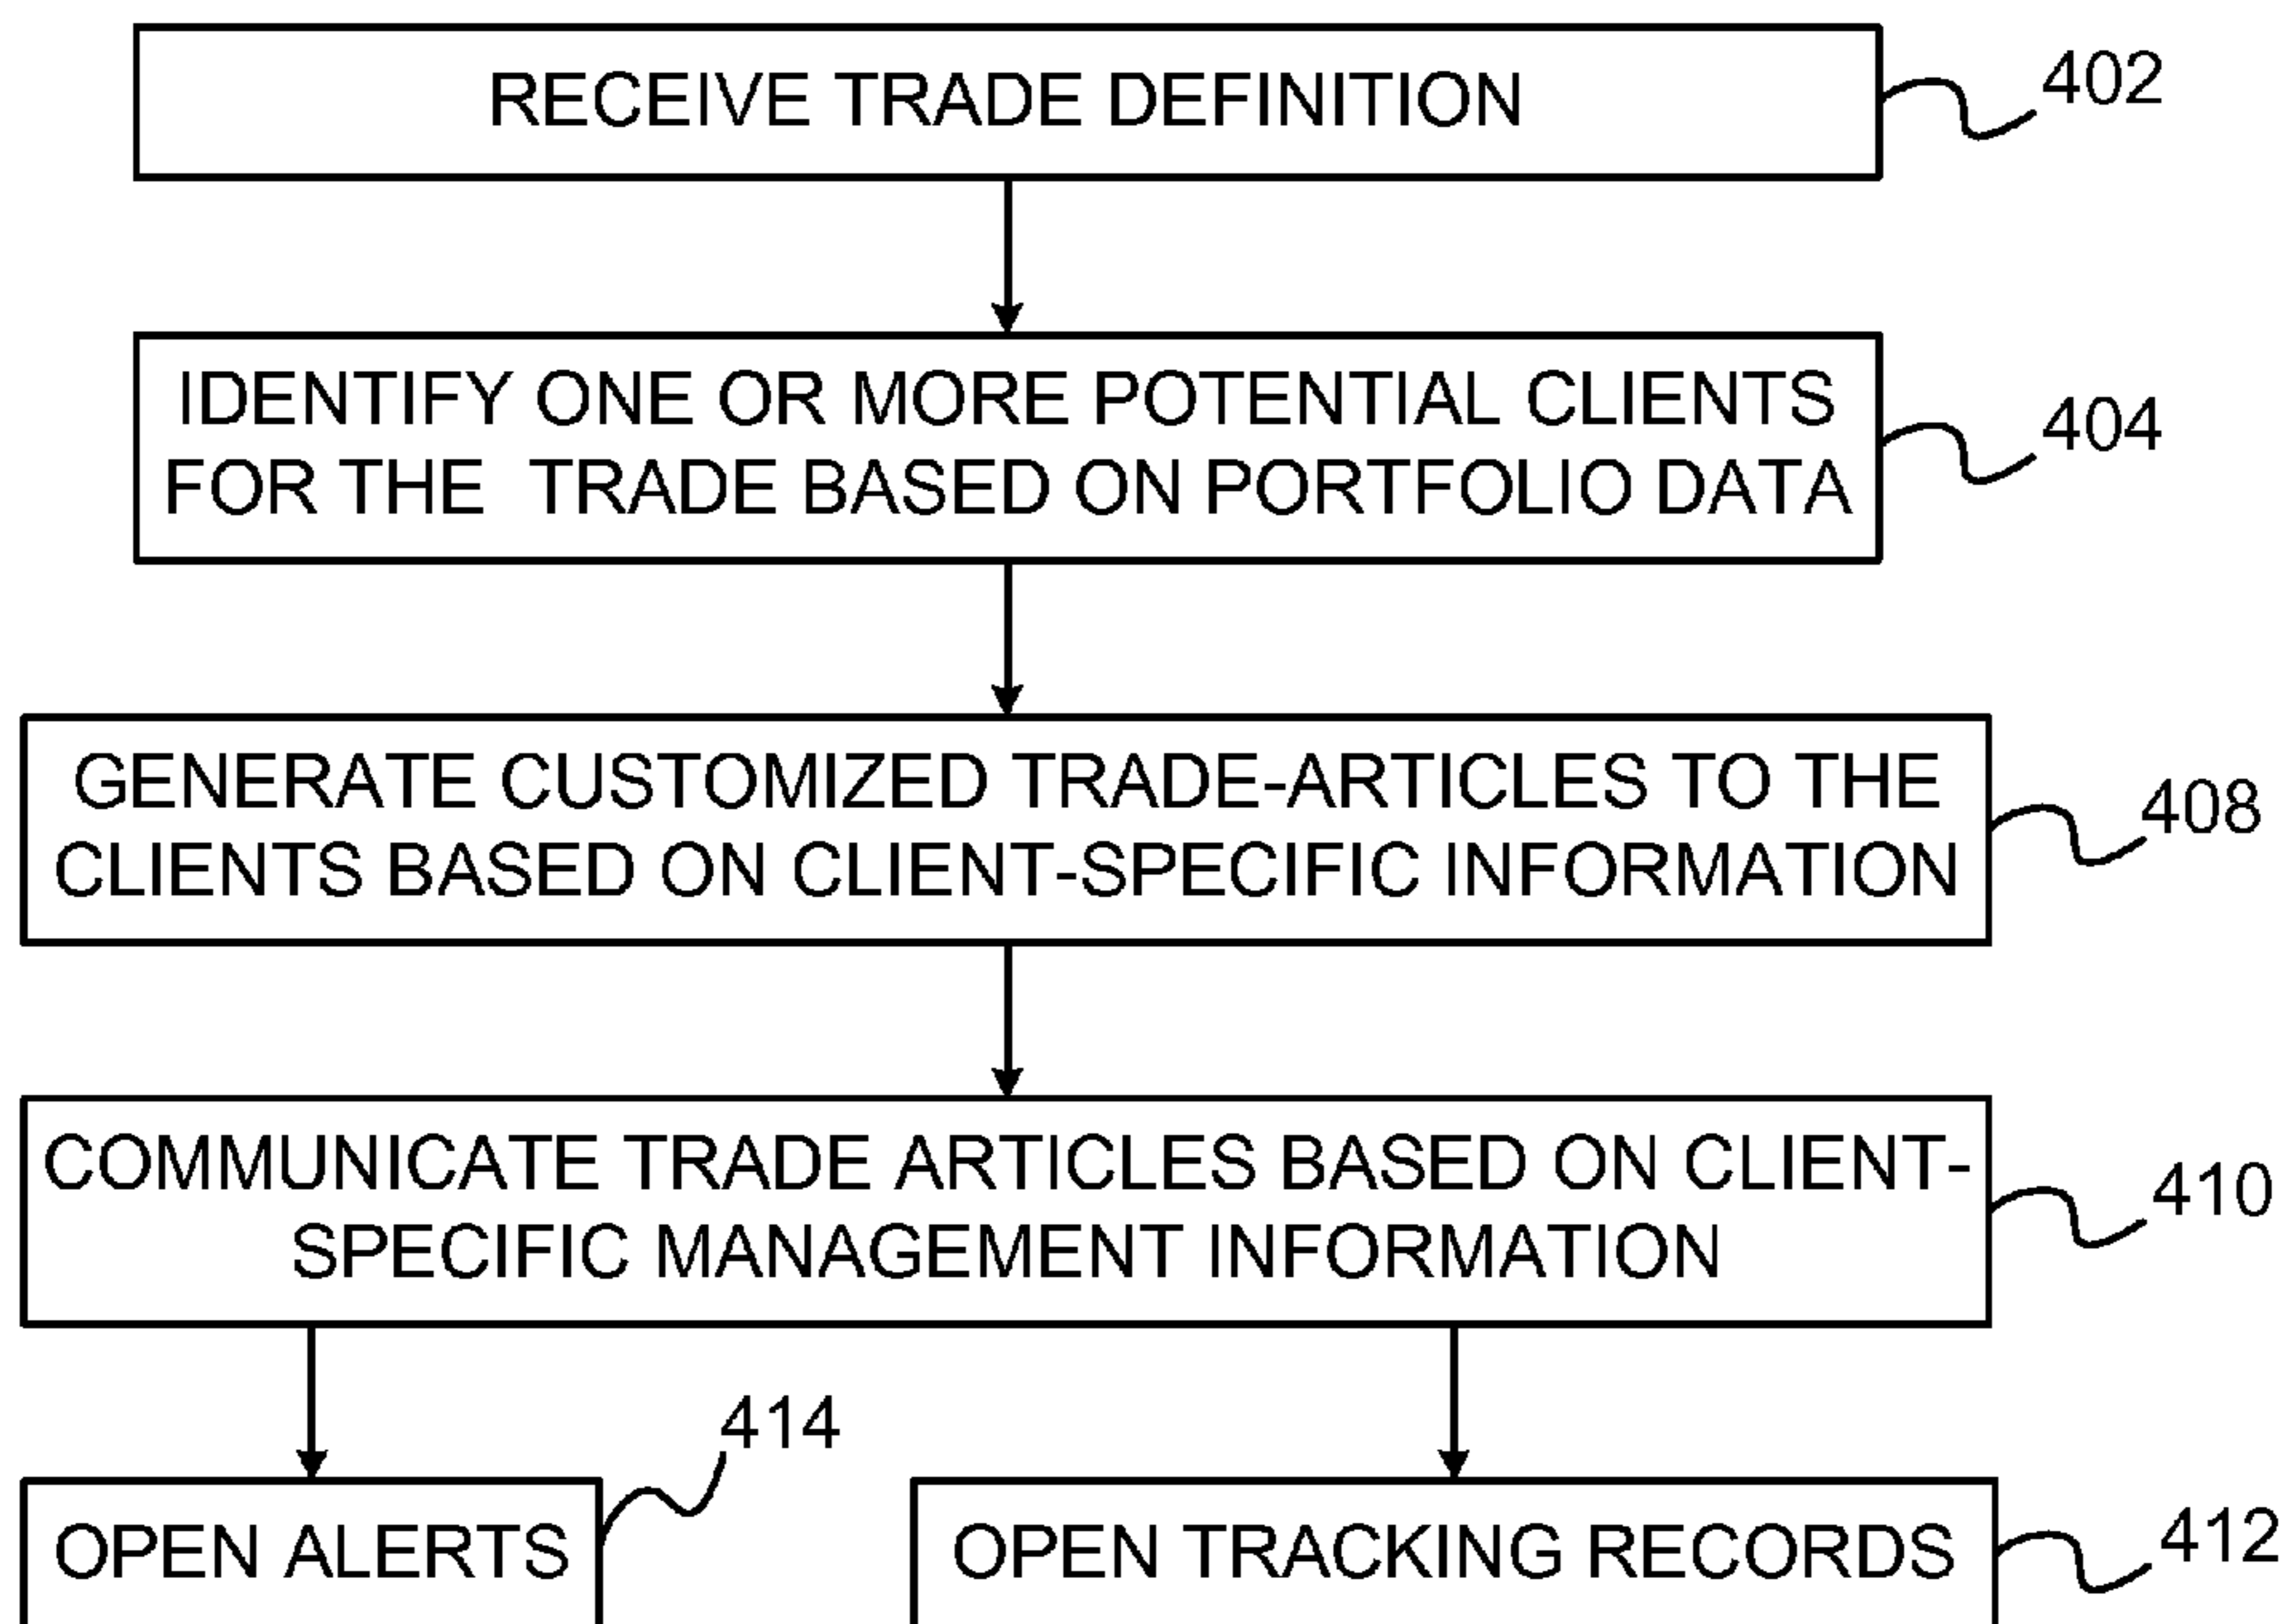 RECEIVE TRADE DEFINITION
402
IDENTIFY ONE OR MORE POTENTIAL CLIENTS
FOR THE TRADE BASED ON PORTFOLIO DATA
404
GENERATE CUSTOMIZED TRADE-ARTICLES TO THE
CLIENTS BASED ON CLIENT-SPECIFIC INFORMATION
408
COMMUNICATE TRADE ARTICLES BASED ON CLIENT-
SPECIFIC MANAGEMENT INFORMATION
410
OPEN ALERTS
414
OPEN TRACKING RECORDS
412